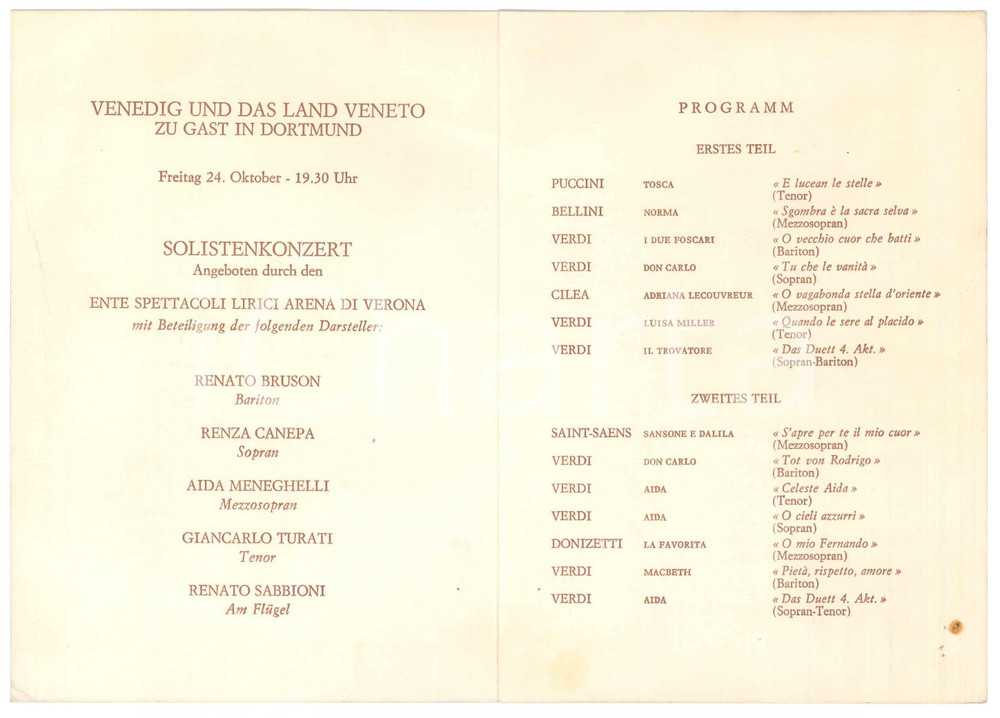 VENEDIG UND DAS LAND VENETO
ZU GAST IN DORTMUND
Freitag 24. Oktober - 19.30 Uhr
SOLISTENKONZERT
Angeboten durch den
ENTE SPETTACOLI LIRICI ARENA DI VERONA
mit Beteiligung der folgenden Darsteller:
RENATO BRUSON
Bariton
RENZA CANEPA
Sopran
AIDA MENEGHELLI
Mezzosopran
GIANCARLO TURATI
Tenor
RENATO SABBIONI
Am Flügel
PROGRAMM
ERSTES TEIL
PUCCINI TOSCA « E lucean le stelle »
(Tenor)
BELLINI NORMA « Sgombra è la sacra selva »
(Mezzosopran)
VERDI I DUE FOSCARI « O vecchio cuor che batti »
(Bariton)
VERDI DON CARLO « Tu che le vanità »
(Sopran)
CILEA ADRIANA LECOUVREUR « O vagabonda stella d'oriente »
(Mezzosopran)
VERDI LUISA MILLER « Quando le sere al placido »
(Tenor)
VERDI IL TROVATORE « Das Duett 4. Akt. »
(Sopran-Bariton)
ZWEITES TEIL
SAINT-SAENS SANSONE E DALILA « S'apre per te il mio cuor »
(Mezzosopran)
VERDI DON CARLO « Tot von Rodrigo »
(Bariton)
VERDI AIDA « Celeste Aida »
(Tenor)
VERDI AIDA « O cieli azzurri »
(Sopran)
DONIZETTI LA FAVORITA « O mio Fernando »
(Mezzosopran)
VERDI MACBETH « Pietà, rispetto, amore »
(Bariton)
VERDI AIDA « Das Duett 4. Akt. »
(Sopran-Tenor)